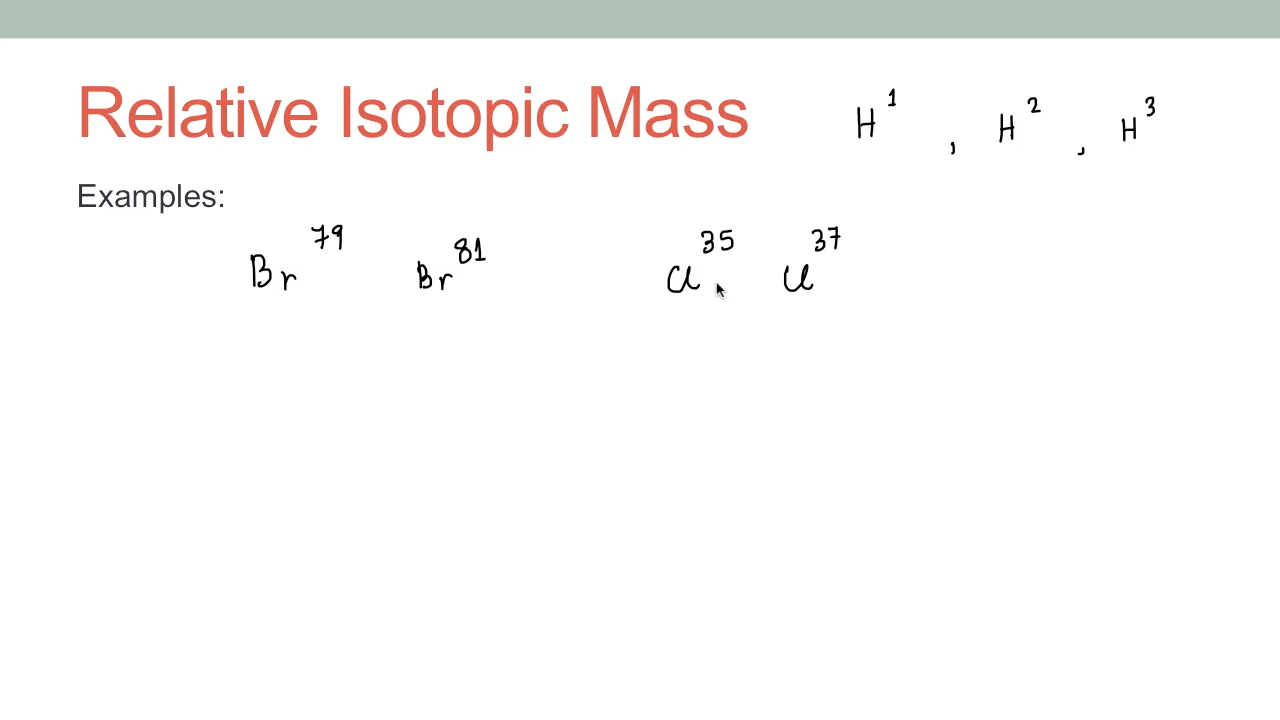 Relative Isotopic Mass
H¹ , H² , H³
Examples:
Br⁷⁹ Br⁸¹ Cl³⁵ Cl³⁷